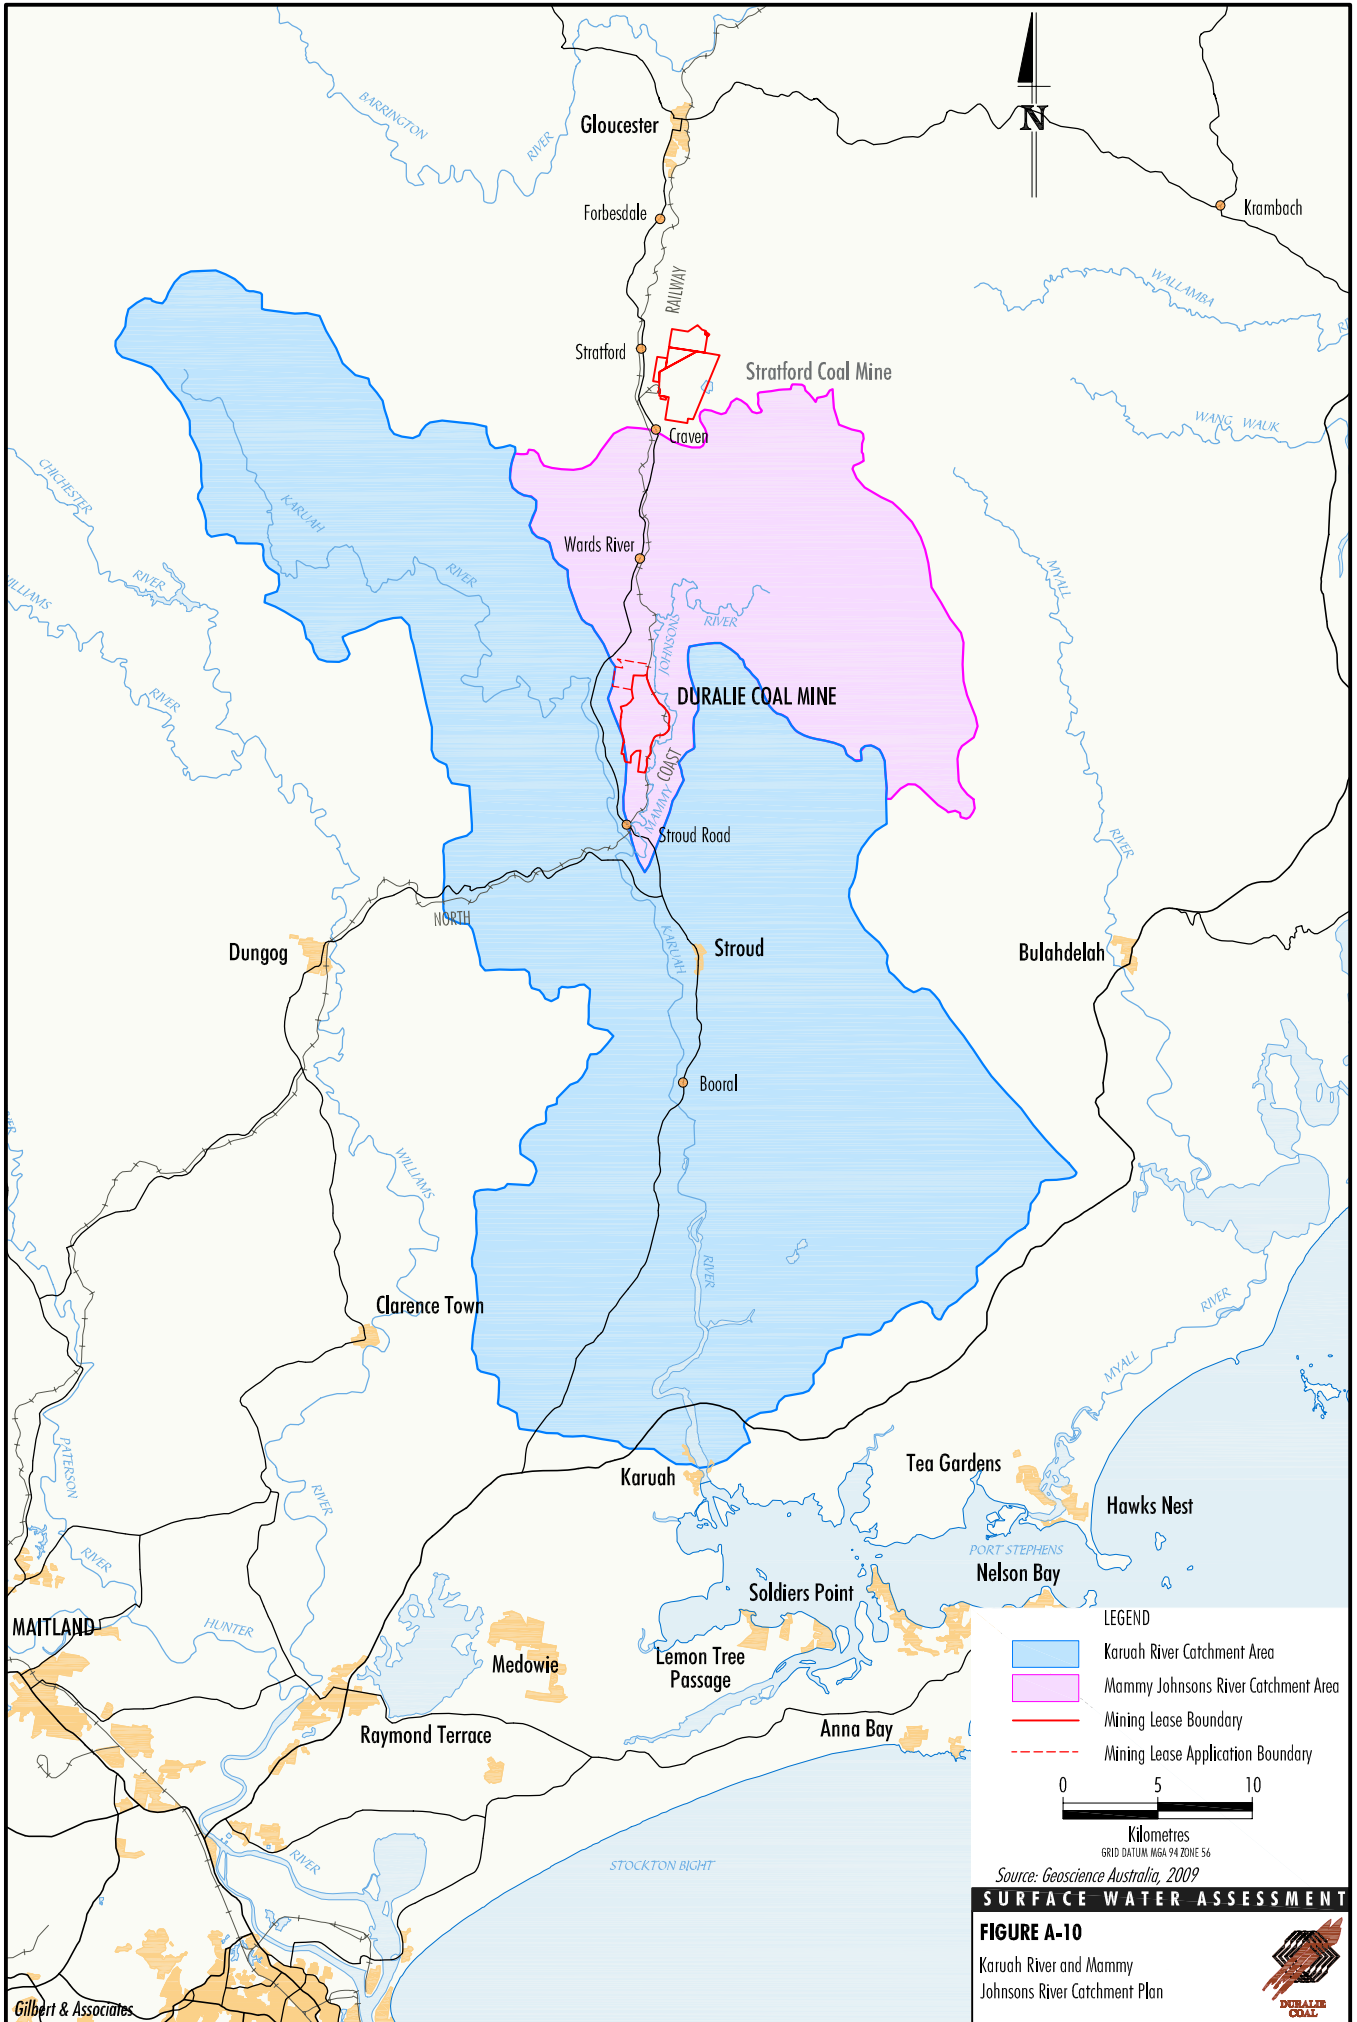 BARRINGTON
RIVER
Gloucester
N
Forbesdale
Krambach
RAILWAY
WALLAMBA
Stratford
Stratford Coal Mine
WANG WAUK
Craven
CHICHESTER
RIVER
KARUAH
RIVER
Wards River
MYALL
RIVER
JOHNSONS
RIVER
RIVER
DURALIE COAL MINE
COAST
MAMMY
Stroud Road
NORTH
KARUAH
Dungog
Stroud
Bulahdelah
Booral
WILLIAMS
RIVER
RIVER
MYALL
Clarence Town
PATERSON
RIVER
RIVER
Karuah
Tea Gardens
Hawks Nest
PORT STEPHENS
Nelson Bay
Soldiers Point
MAITLAND
HUNTER
Medowie
Lemon Tree
Passage
Raymond Terrace
Anna Bay
RIVER
STOCKTON BIGHT
LEGEND
Karuah River Catchment Area
Mammy Johnsons River Catchment Area
Mining Lease Boundary
Mining Lease Application Boundary
0 5 10
Kilometres
GRID DATUM MGA 94 ZONE 56
Source: Geoscience Australia, 2009
SURFACE WATER ASSESSMENT
FIGURE A-10
Karuah River and Mammy
Johnsons River Catchment Plan
DURALIE
COAL
Gilbert & Associates